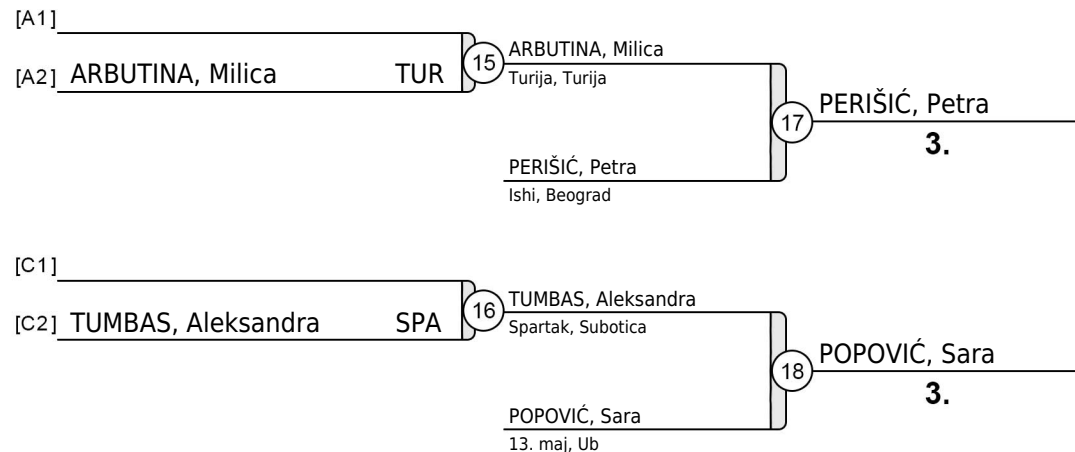 [A1]
[A2] ARBUTINA, Milica TUR
15
ARBUTINA, Milica
Turija, Turija
17
PERIŠIĆ, Petra
3.
PERIŠIĆ, Petra
Ishi, Beograd
[C1]
[C2] TUMBAS, Aleksandra SPA
16
TUMBAS, Aleksandra
Spartak, Subotica
18
POPOVIĆ, Sara
3.
POPOVIĆ, Sara
13. maj, Ub